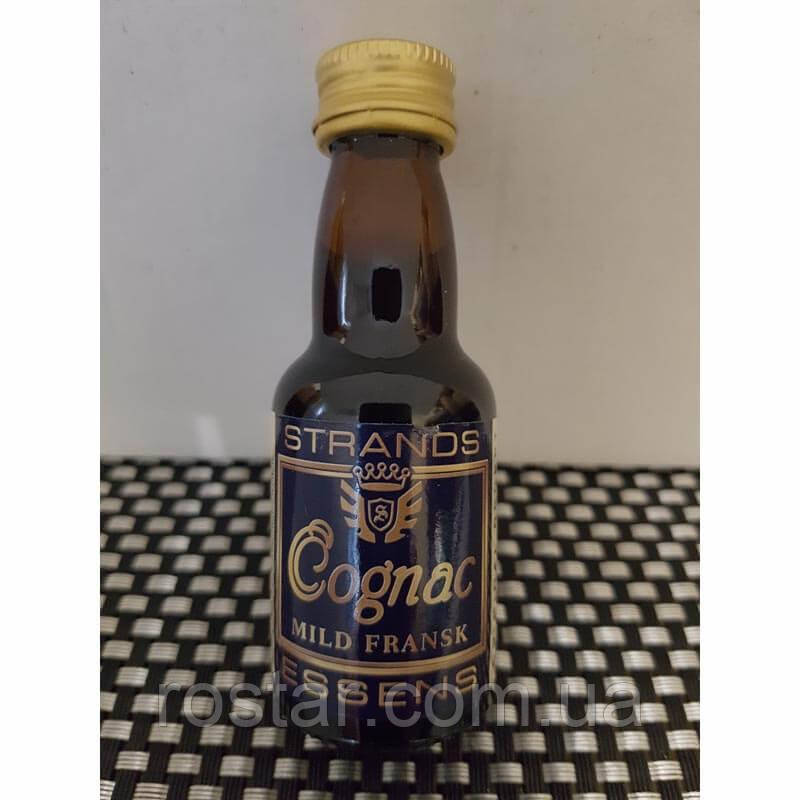 STRANDS
S
Cognac
MILD FRANSK
ESSENS
rostar.com.ua